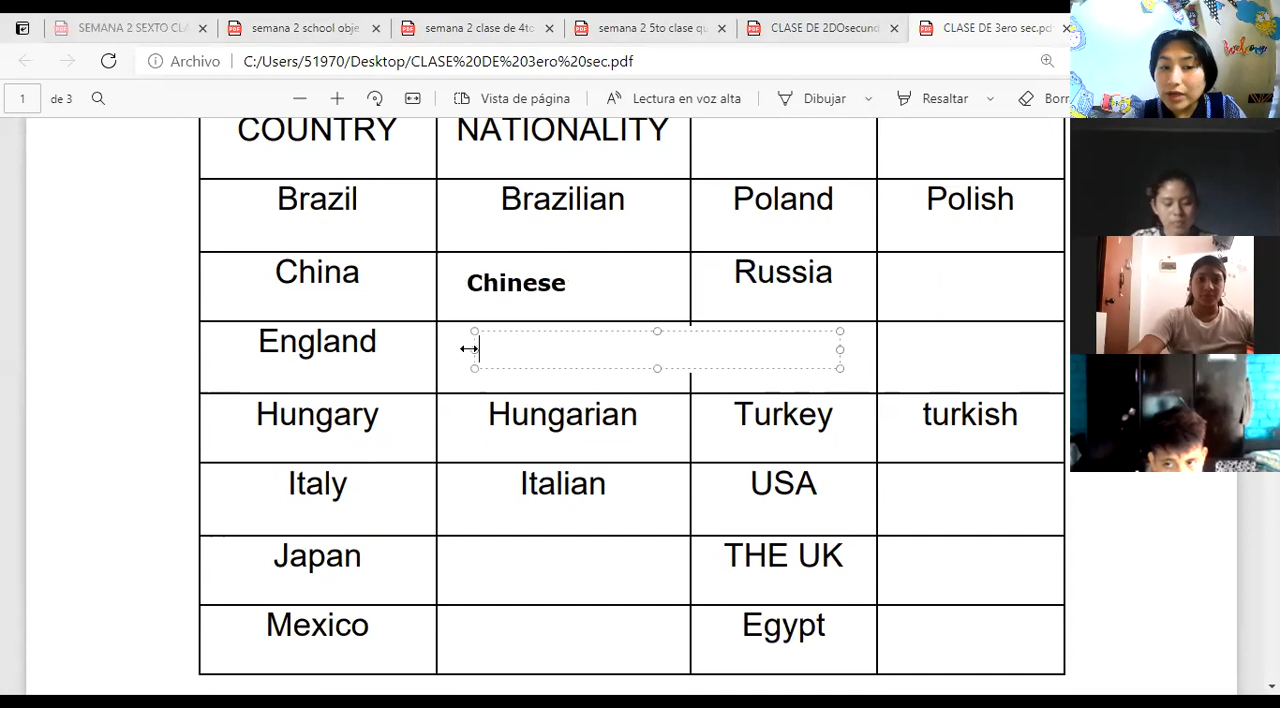 SEMANA 2 SEXTO CL
semana 2 school obje
semana 2 clase de 4to
semana 2 5to clase qu
CLASE DE 2DOsecund
CLASE DE 3ero sec.pd
Archivo
C:/Users/51970/Desktop/CLASE%20DE%203ero%20sec.pdf
1 de 3
Vista de página
Lectura en voz alta
Dibujar
Resaltar
Borr
welcome
COUNTRY NATIONALITY
Brazil Brazilian Poland Polish
China Chinese Russia
England
Hungary Hungarian Turkey turkish
Italy Italian USA
Japan THE UK
Mexico Egypt